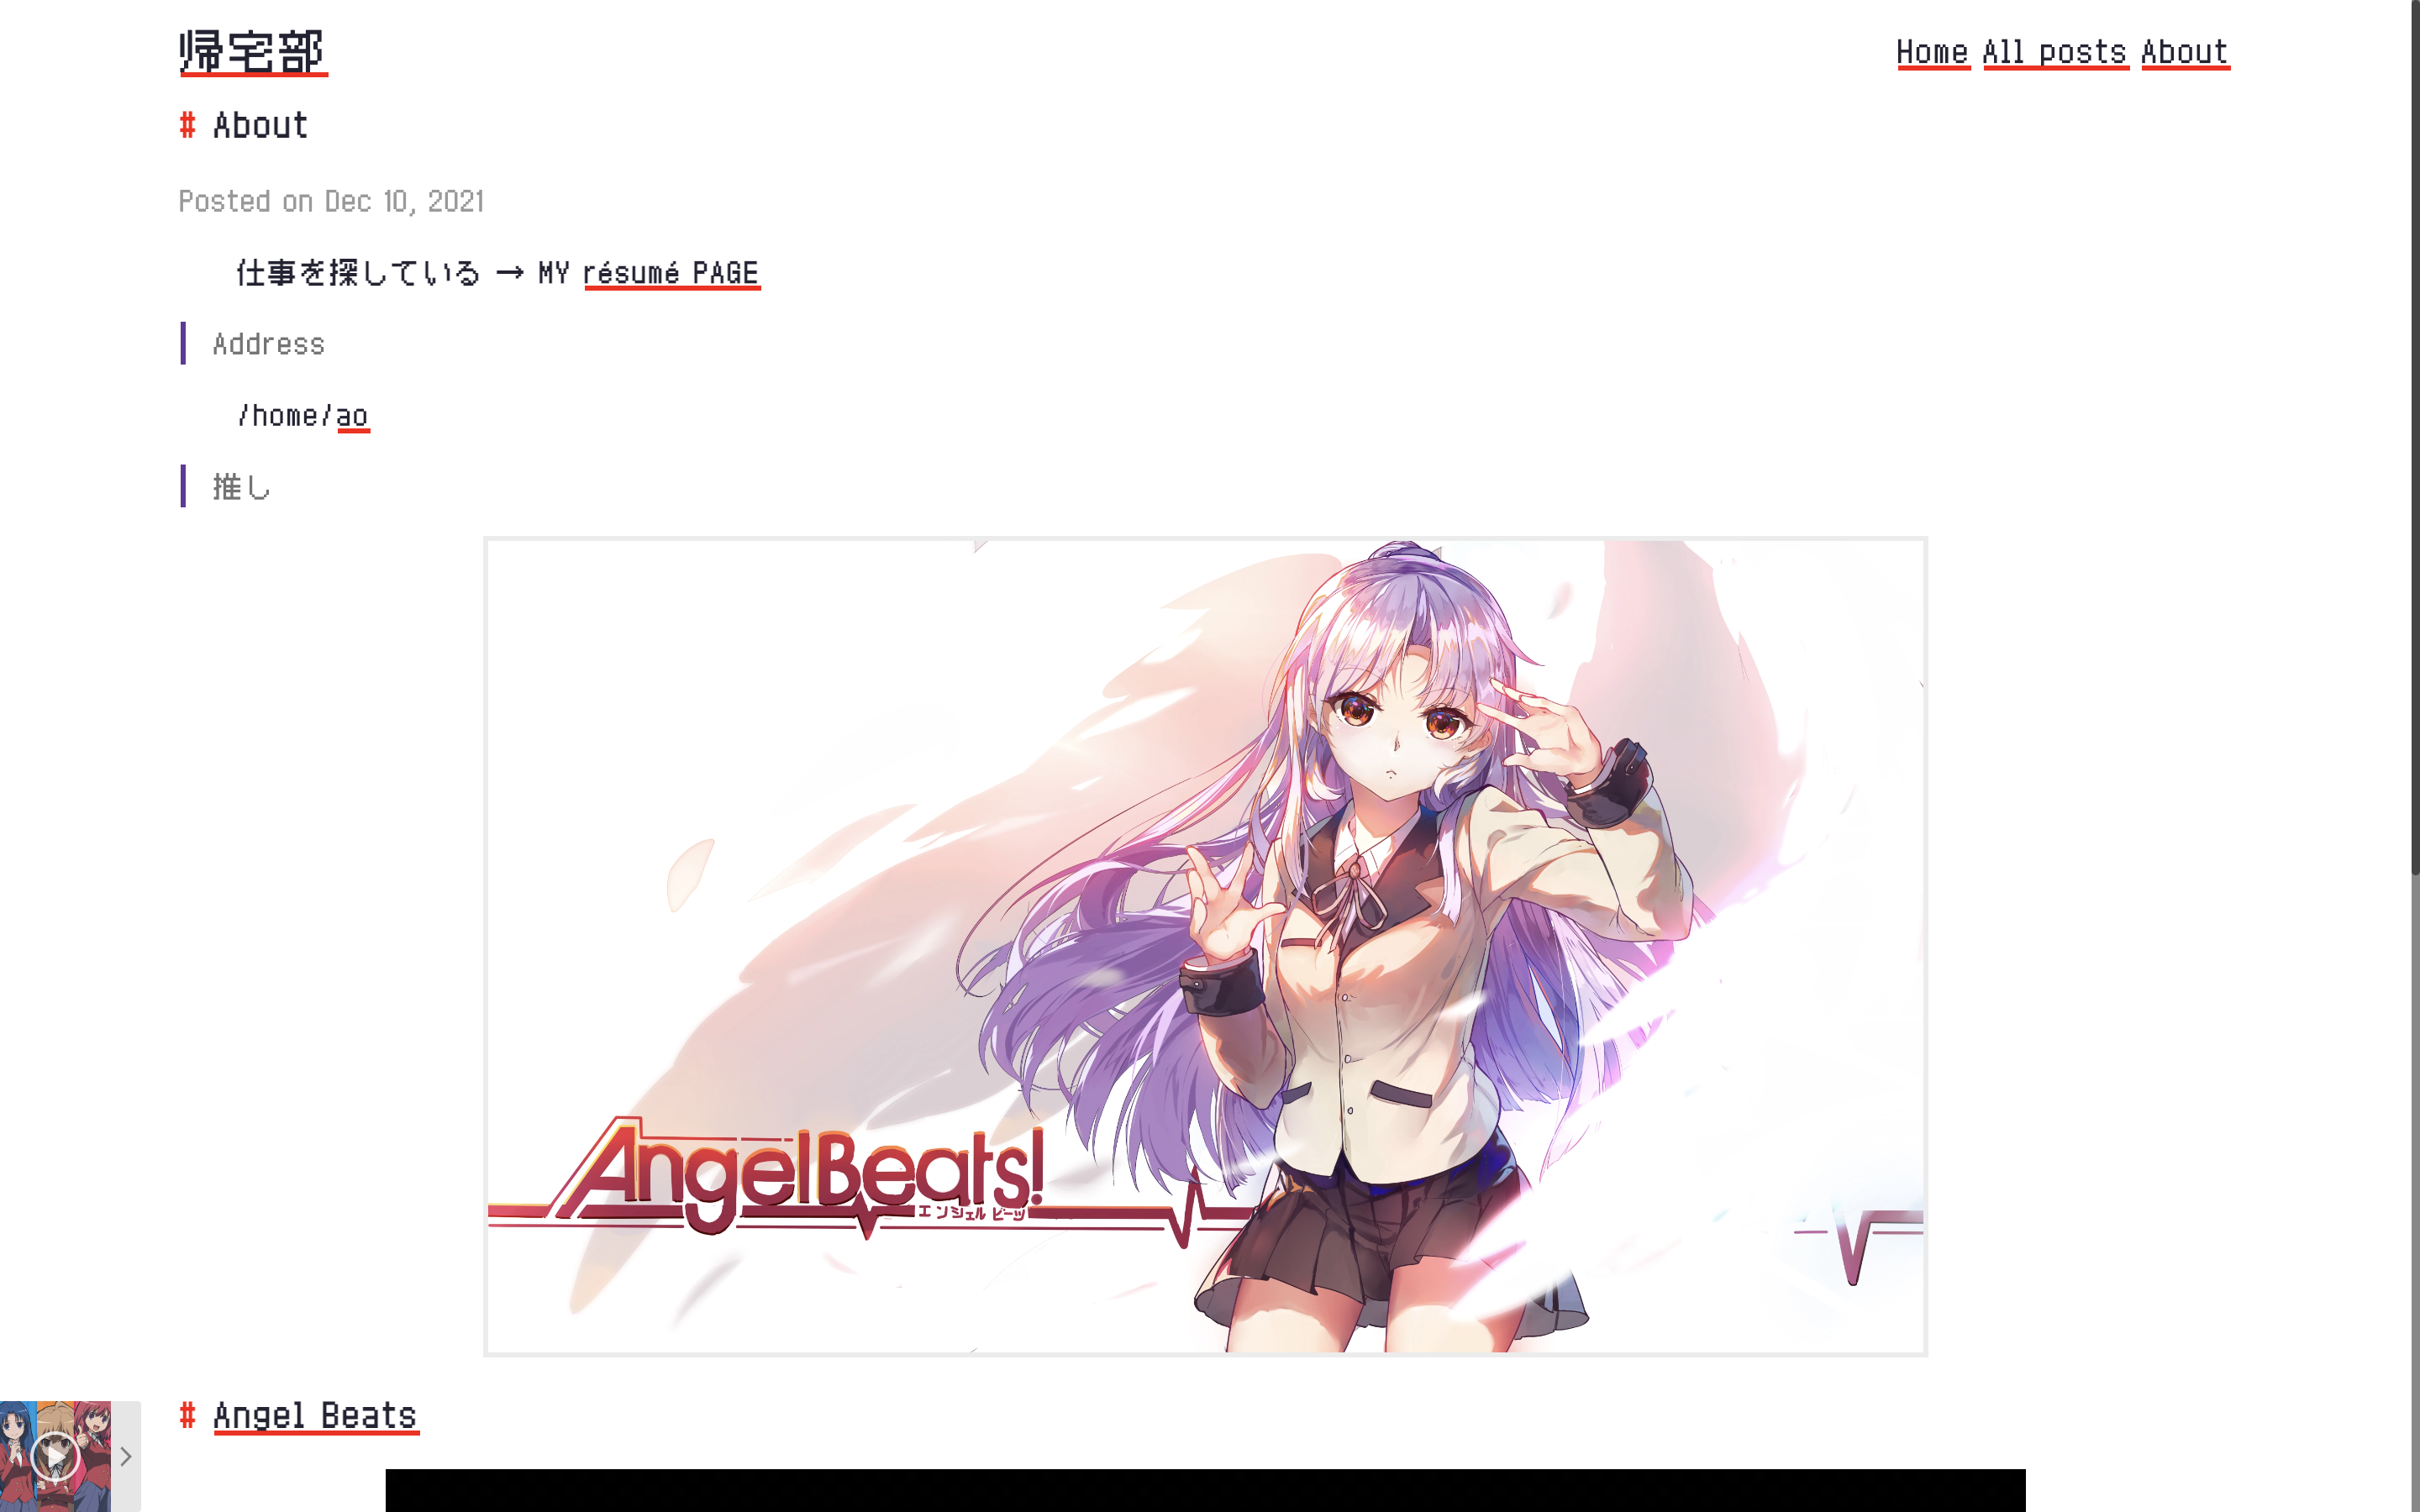 帰宅部
Home All posts About
# About
Posted on Dec 10, 2021
仕事を探している → MY résumé PAGE
Address
/home/ao
推し
AngelBeats!
エンジェルビーツ
# Angel Beats